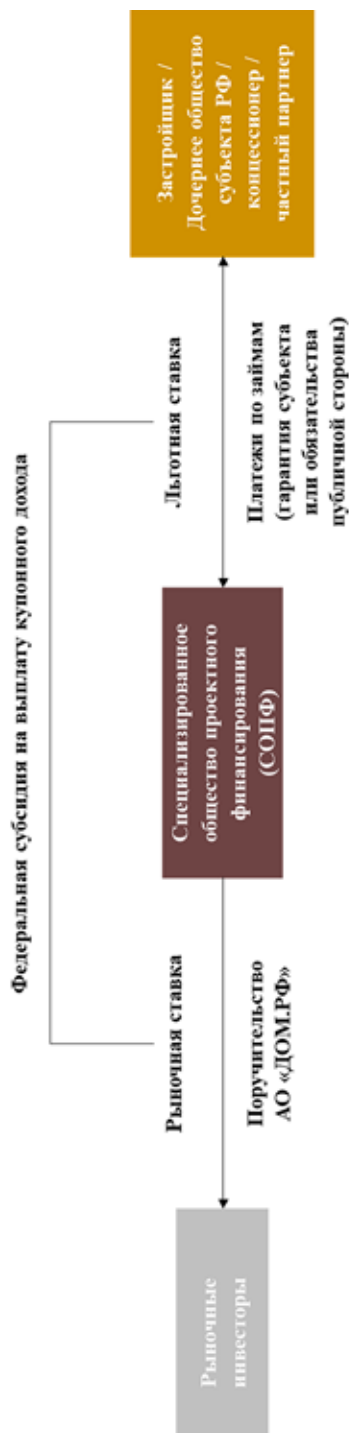 Федеральная субсидия на выплату купонного дохода
Рыночные
инвесторы
Рыночная ставка
Поручительство
АО «ДОМ.РФ»
Специализированное
общество проектного
финансирования
(СОПФ)
Льготная ставка
Платежи по займам
(гарантия субъекта
или обязательства
публичной стороны)
Застройщик /
Дочернее общество
субъекта РФ /
концессионер /
частный партнер